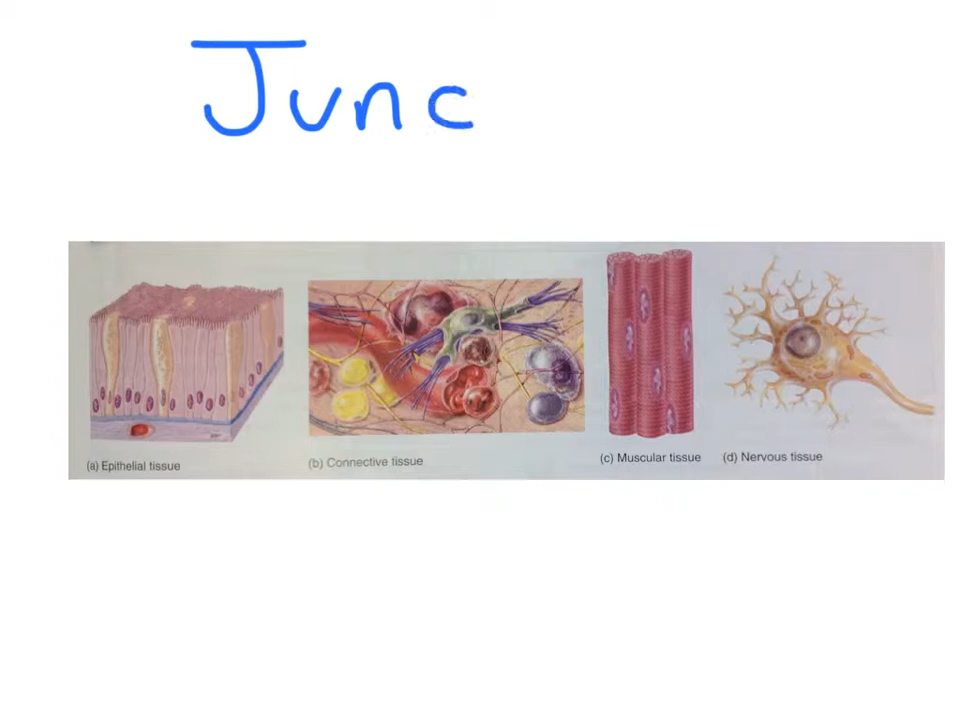 Junc
(a) Epithelial tissue
(b) Connective tissue
(c) Muscular tissue
(d) Nervous tissue